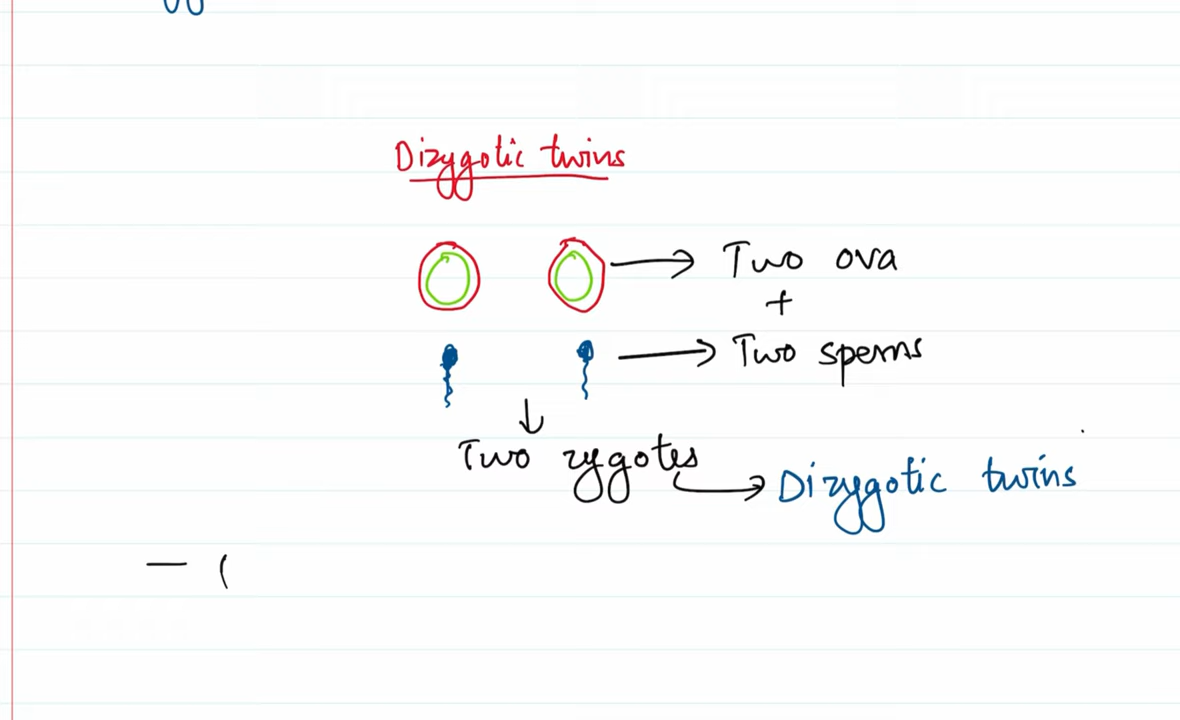 Dizygotic twins
→ Two ova
+
→ Two sperms
↓
Two zygotes → Dizygotic twins
— (